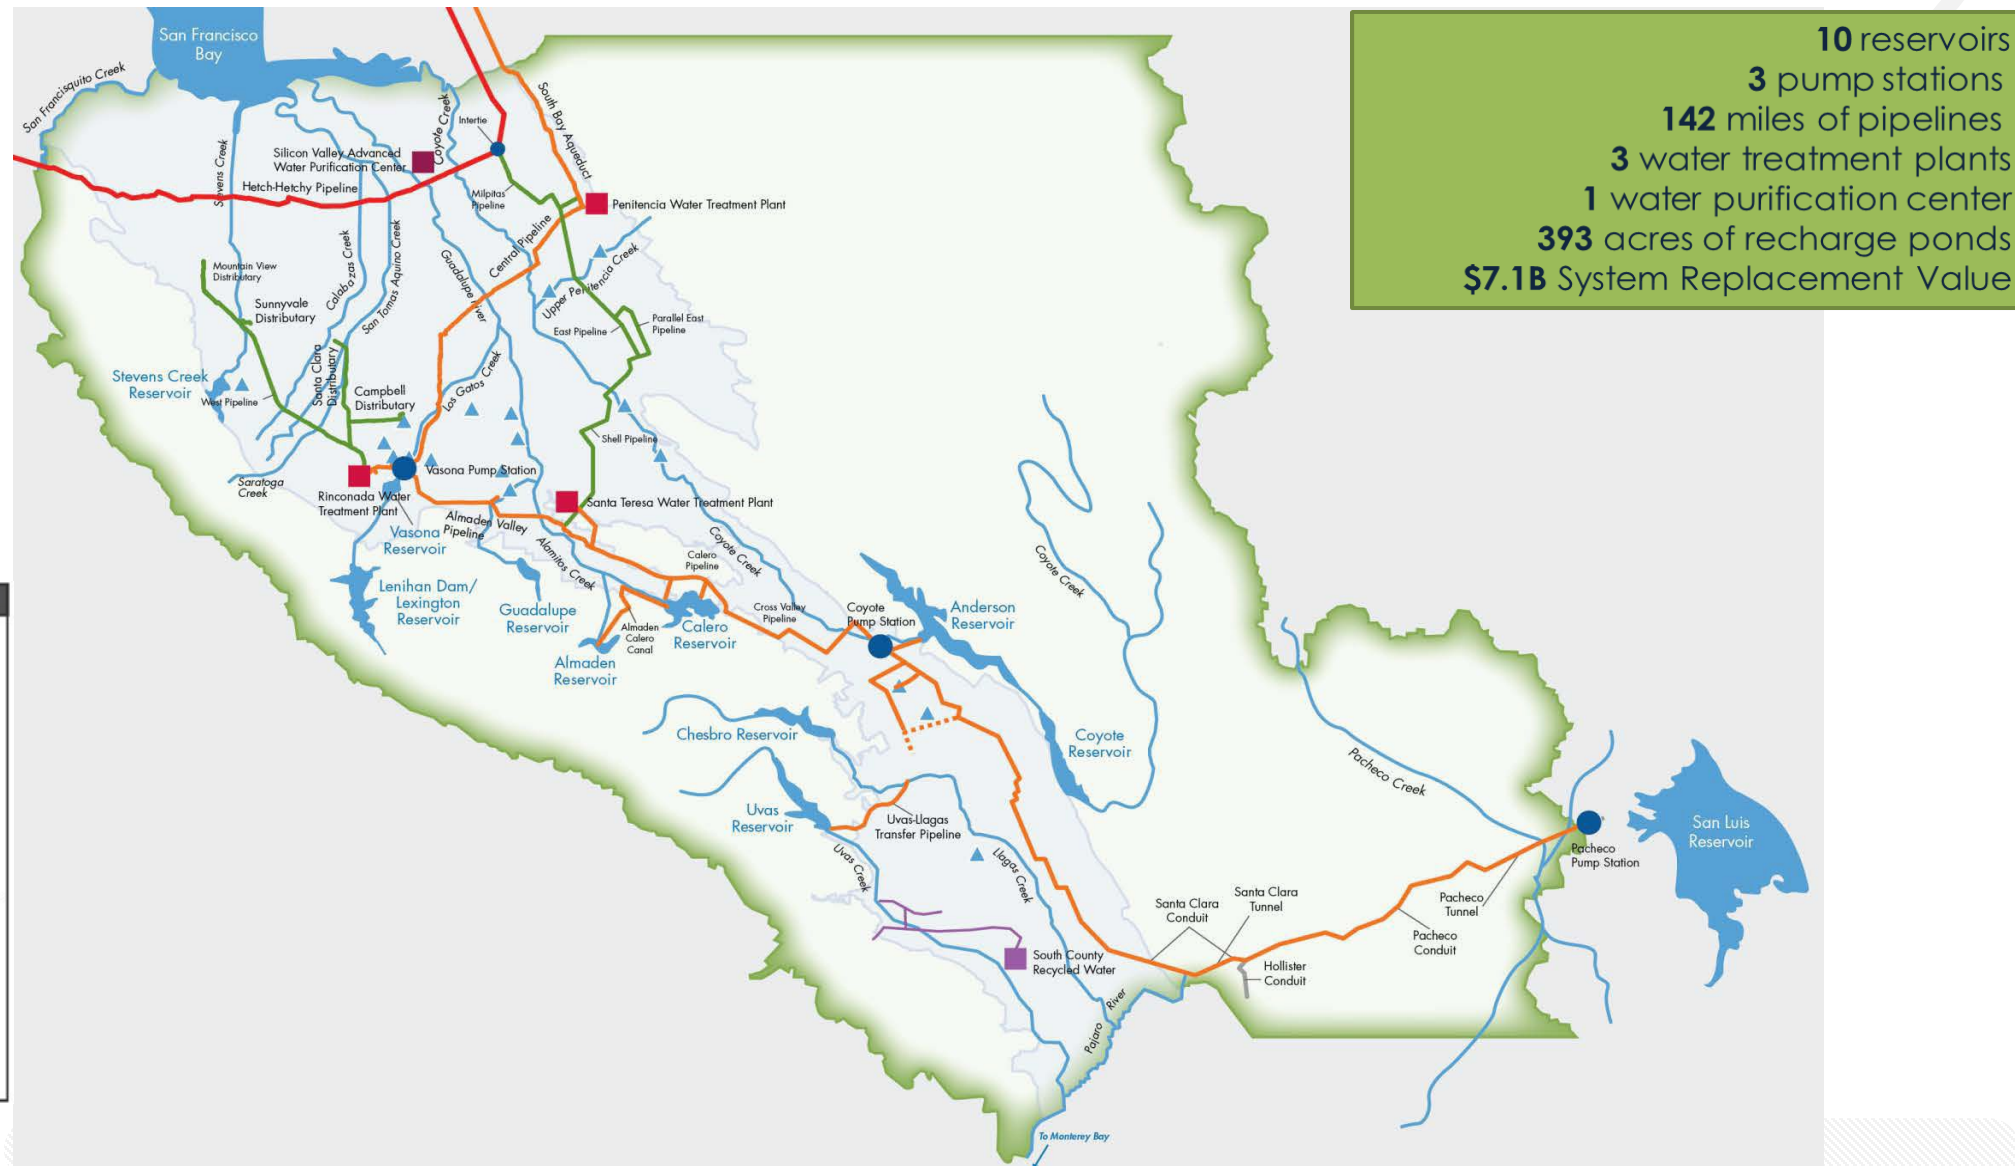 San Francisco
Bay
10 reservoirs
3 pump stations
142 miles of pipelines
3 water treatment plants
1 water purification center
393 acres of recharge ponds
$7.1B System Replacement Value
San Francisquito Creek
Stevens Creek
Silicon Valley Advanced
Water Purification Center
Coyote Creek
Intertie
South Bay Aqueduct
Hetch-Hetchy Pipeline
Milpitas
Pipeline
Penitencia Water Treatment Plant
Central Pipeline
Mountain View
Distributary
Sunnyvale
Distributary
Calabazas Creek
San Tomas Aquino Creek
Guadalupe River
Upper Penitencia Creek
East Pipeline
Parallel East
Pipeline
Stevens Creek
Reservoir
West Pipeline
Santa Clara
Distributary
Campbell
Distributary
Los Gatos Creek
Shell Pipeline
Saratoga
Creek
Rinconada Water
Treatment Plant
Vasona Pump Station
Santa Teresa Water Treatment Plant
Vasona
Reservoir
Almaden Valley
Pipeline
Alamitos Creek
Calero
Pipeline
Coyote Creek
Coyote Creek
Lenihan Dam/
Lexington
Reservoir
Guadalupe
Reservoir
Almaden
Calero
Canal
Calero
Reservoir
Cross Valley
Pipeline
Coyote
Pump Station
Anderson
Reservoir
Almaden
Reservoir
Chesbro Reservoir
Coyote
Reservoir
Pacheco Creek
Uvas
Reservoir
Uvas-Llagas
Transfer Pipeline
San Luis
Reservoir
Pacheco
Pump Station
Uvas Creek
Llagas Creek
Santa Clara
Conduit
Santa Clara
Tunnel
Pacheco
Tunnel
Pacheco
Conduit
South County
Recycled Water
Hollister
Conduit
Pajaro River
To Monterey Bay